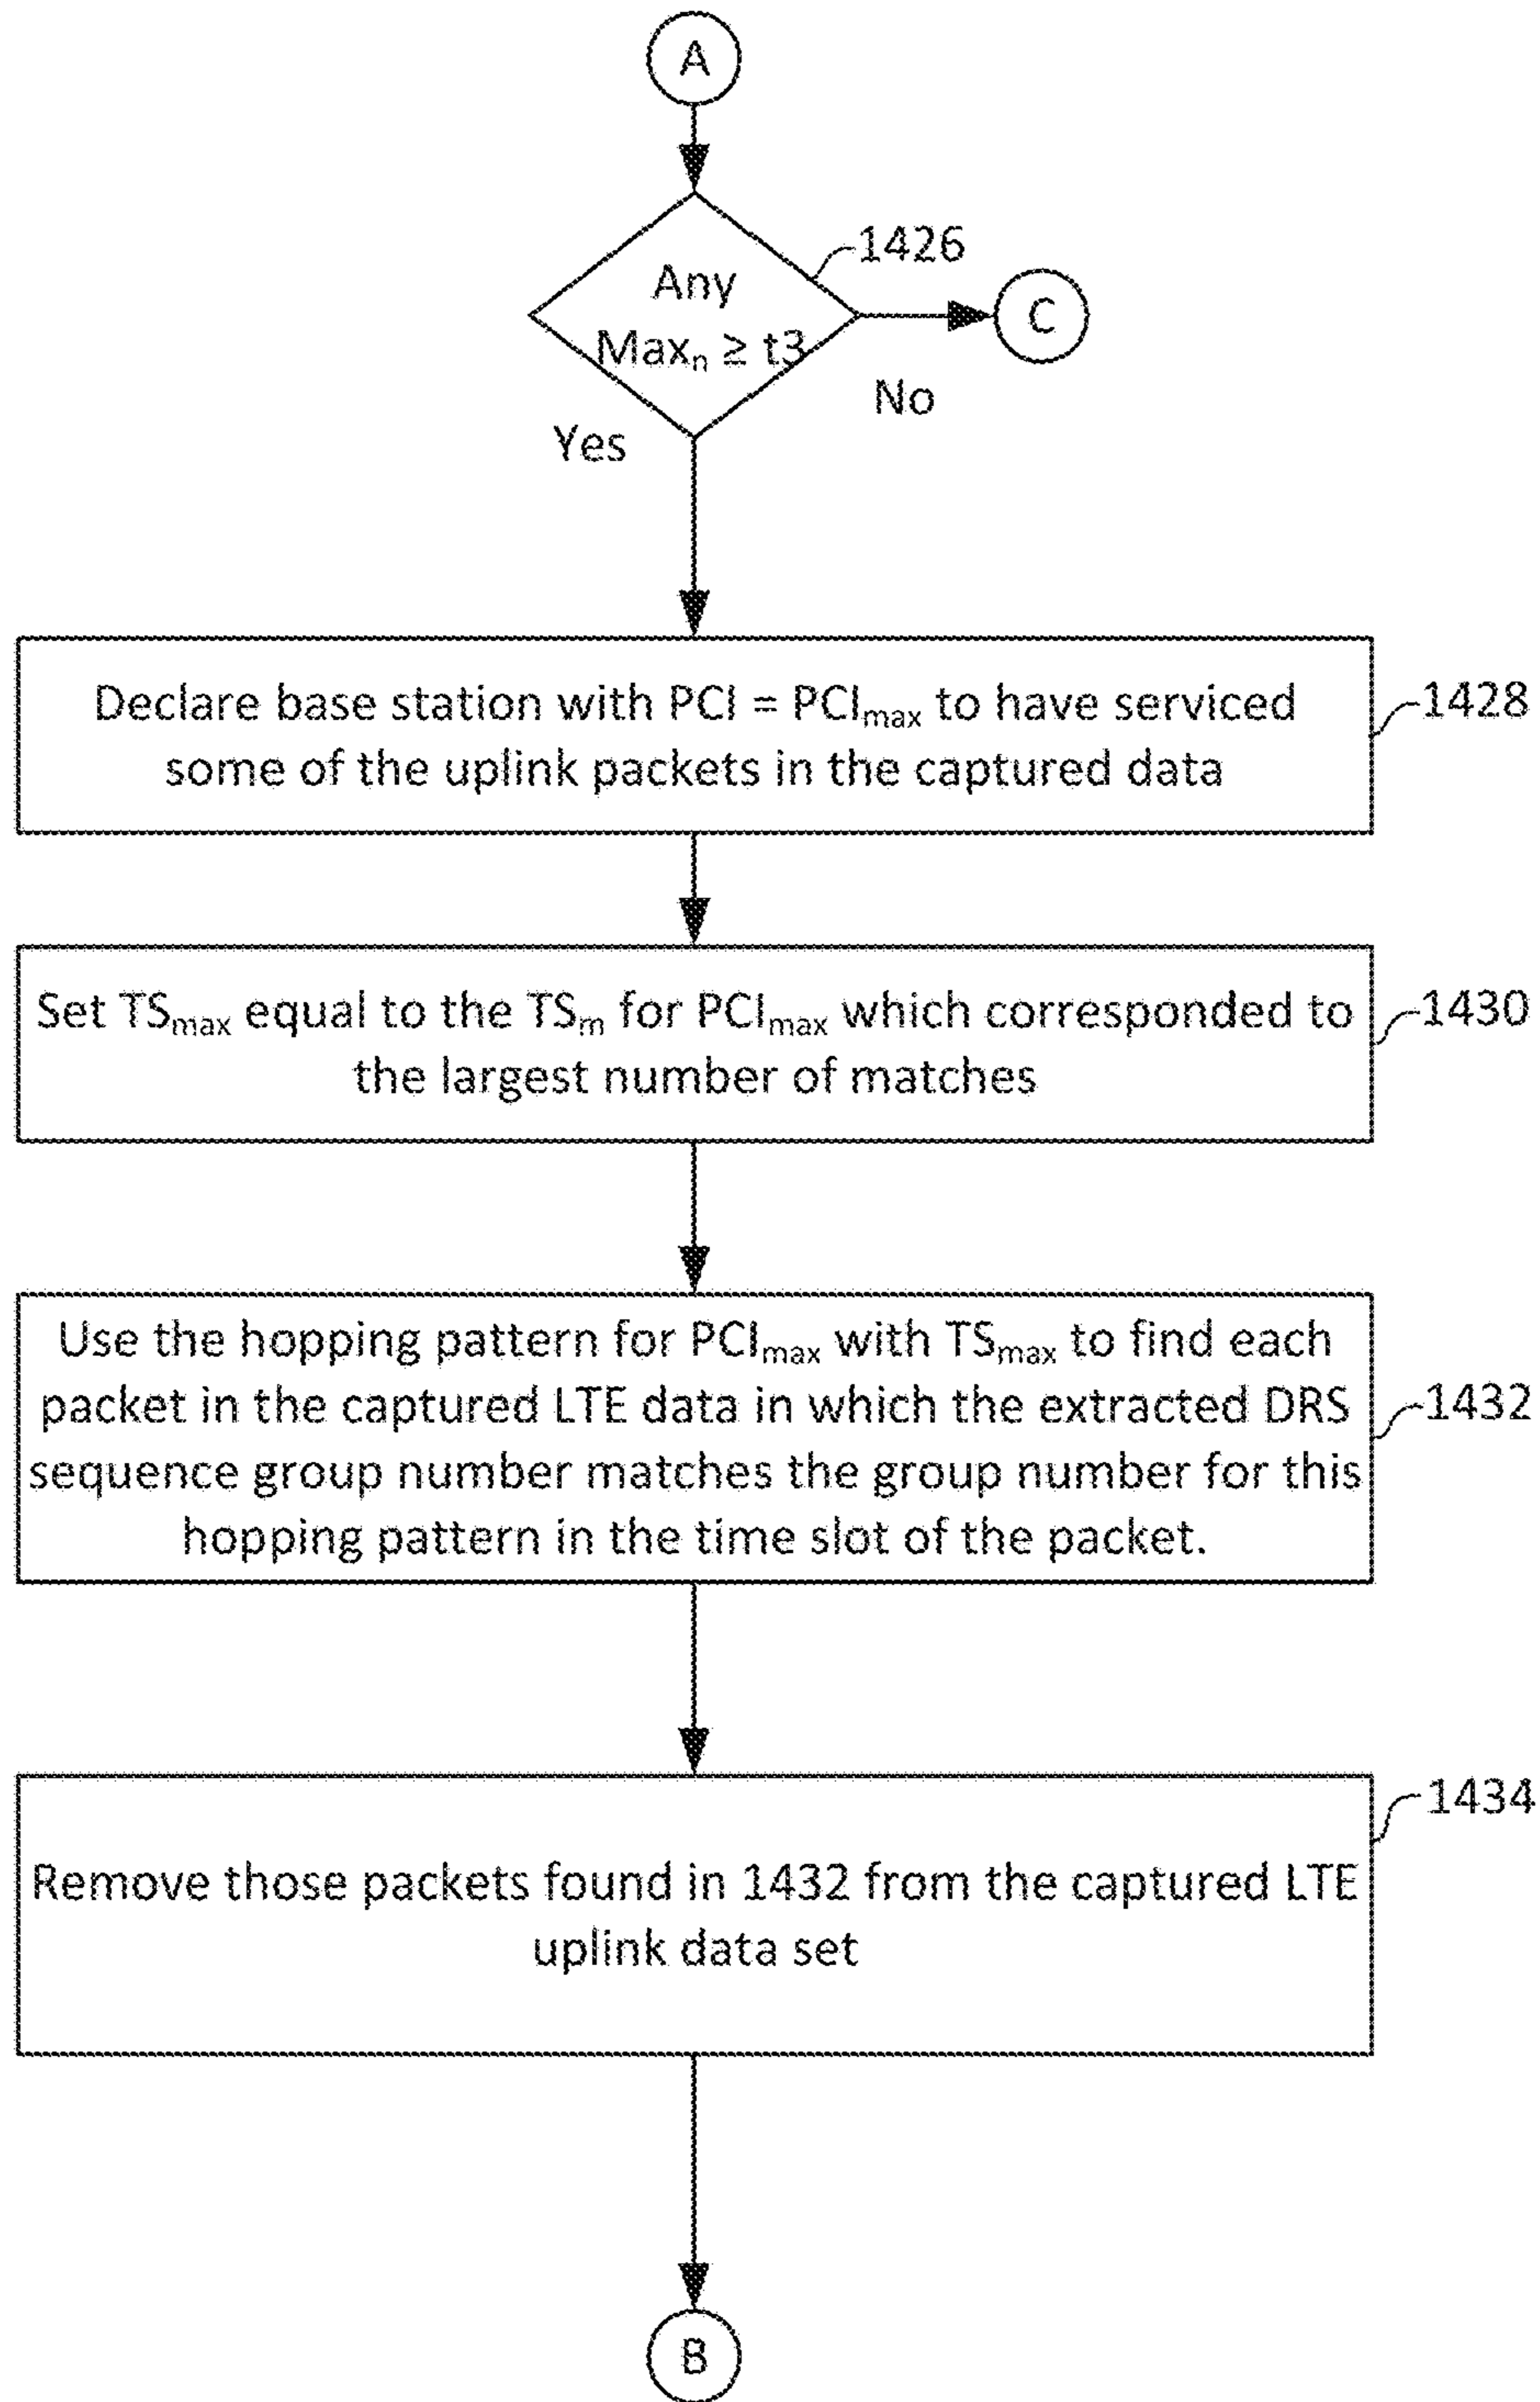 A
1426
Any
Maxₙ ≥ t3
C
No
Yes
Declare base station with PCI = PCImax to have serviced
some of the uplink packets in the captured data
1428
Set TSmax equal to the TSm for PCImax which corresponded to
the largest number of matches
1430
Use the hopping pattern for PCImax with TSmax to find each
packet in the captured LTE data in which the extracted DRS
sequence group number matches the group number for this
hopping pattern in the time slot of the packet.
1432
1434
Remove those packets found in 1432 from the captured LTE
uplink data set
B